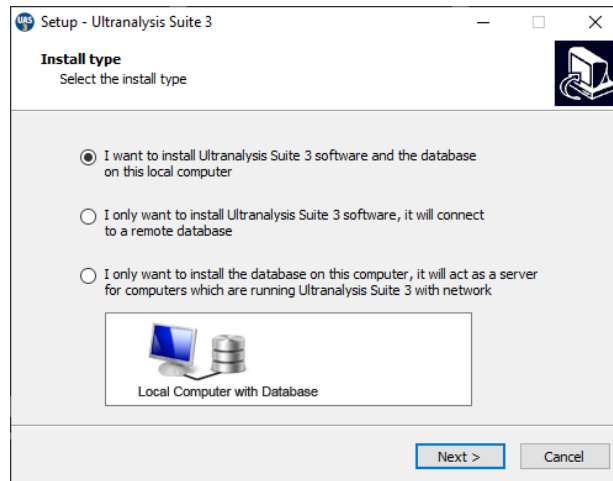 UAS
3
Setup - Ultranalysis Suite 3
Install type
Select the install type
I want to install Ultranalysis Suite 3 software and the database
on this local computer
I only want to install Ultranalysis Suite 3 software, it will connect
to a remote database
I only want to install the database on this computer, it will act as a server
for computers which are running Ultranalysis Suite 3 with network
Local Computer with Database
Next >
Cancel